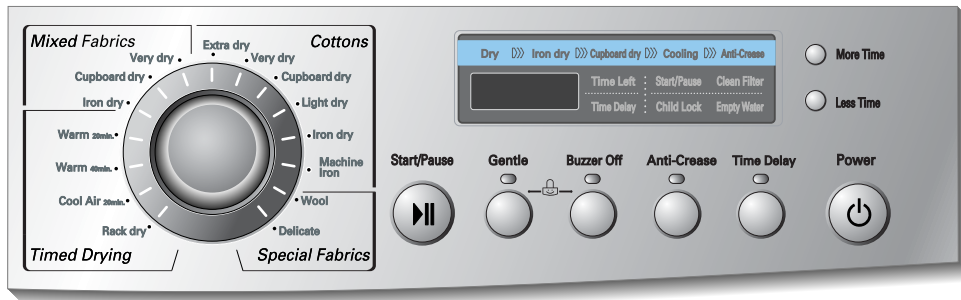 Mixed Fabrics
Very dry
Cupboard dry
Iron dry
Extra dry
Cottons
Very dry
Cupboard dry
Light dry
Iron dry
Machine
Iron
Warm 20min.
Warm 40min.
Cool Air 20min.
Rack dry
Timed Drying
Wool
Delicate
Special Fabrics
Dry Iron dry Cupboard dry Cooling Anti-Crease
Time Left Start/Pause Clean Filter
Time Delay Child Lock Empty Water
More Time
Less Time
Start/Pause Gentle Buzzer Off Anti-Crease Time Delay Power